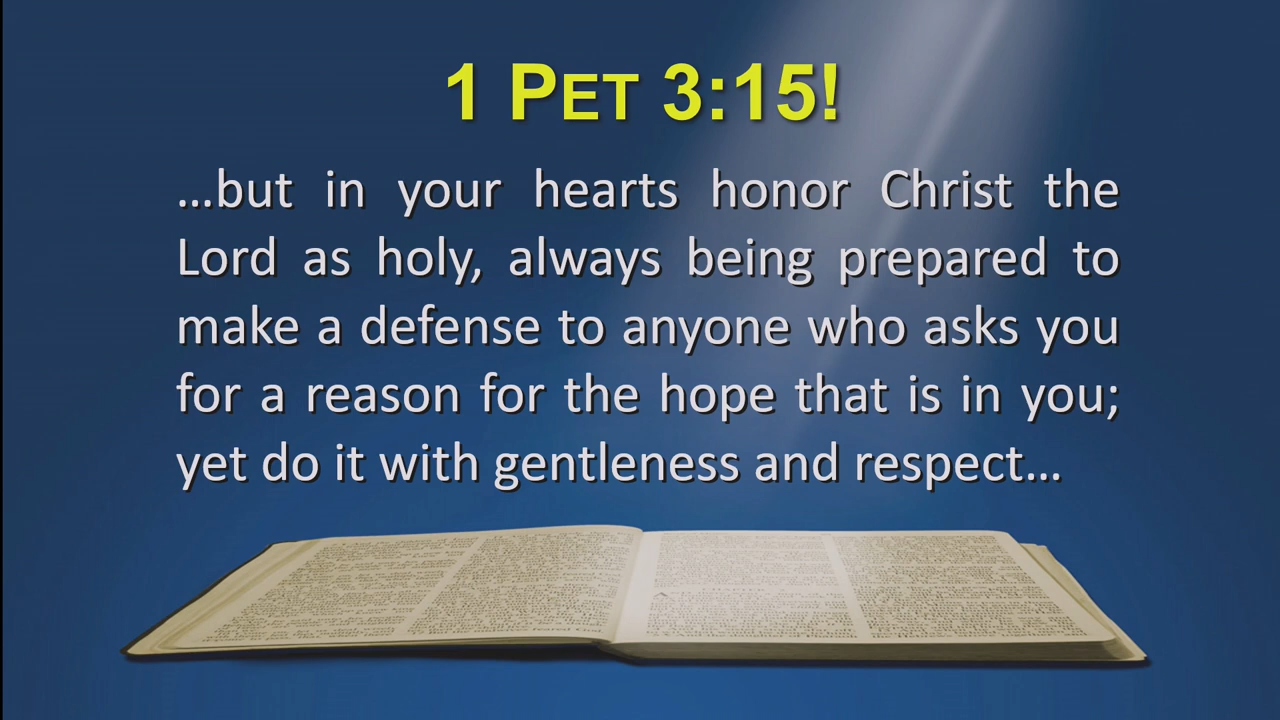 1 PET 3:15!
…but in your hearts honor Christ the
Lord as holy, always being prepared to
make a defense to anyone who asks you
for a reason for the hope that is in you;
yet do it with gentleness and respect…